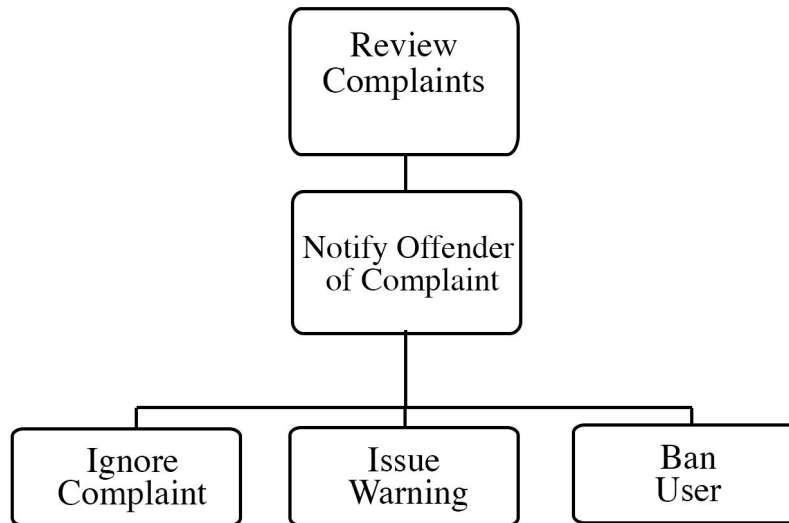 Review
Complaints
Notify Offender
of Complaint
Ignore
Complaint
Issue
Warning
Ban
User